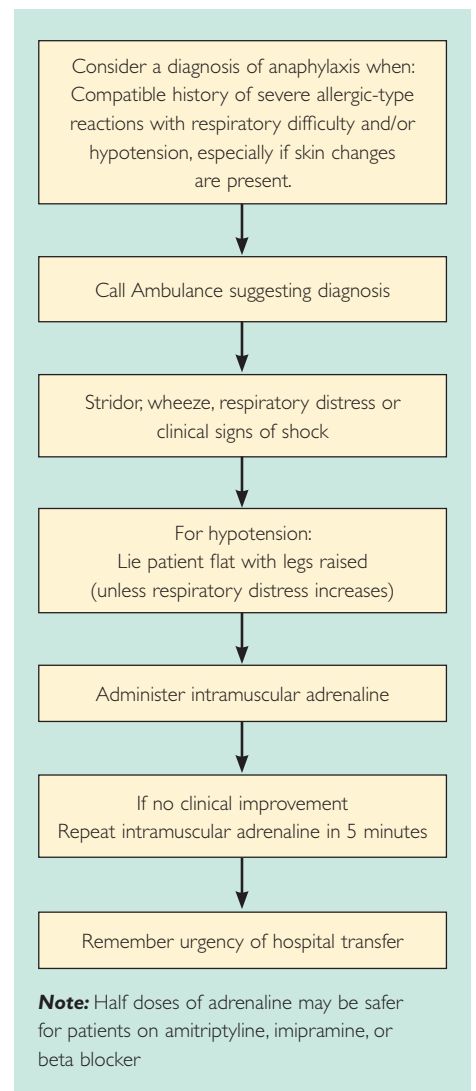 Consider a diagnosis of anaphylaxis when:
Compatible history of severe allergic-type
reactions with respiratory difficulty and/or
hypotension, especially if skin changes
are present.
Call Ambulance suggesting diagnosis
Stridor, wheeze, respiratory distress or
clinical signs of shock
For hypotension:
Lie patient flat with legs raised
(unless respiratory distress increases)
Administer intramuscular adrenaline
If no clinical improvement
Repeat intramuscular adrenaline in 5 minutes
Remember urgency of hospital transfer
Note: Half doses of adrenaline may be safer
for patients on amitriptyline, imipramine, or
beta blocker